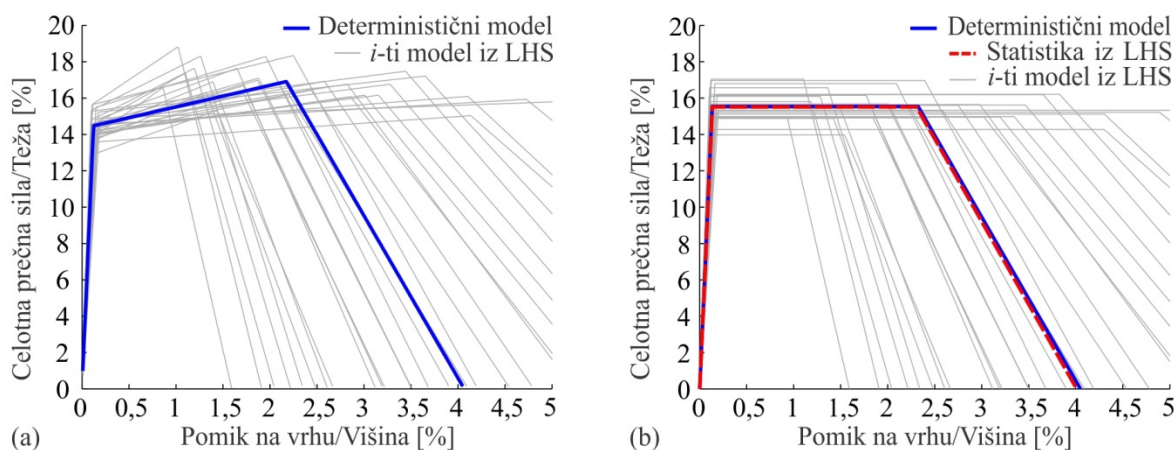 20
18
16
14
12
10
8
6
4
2
0
Celotna prečna sila/Teža [%]
Deterministični model
i-ti model iz LHS
0 0,5 1 1,5 2 2,5 3 3,5 4 4,5 5
Pomik na vrhu/Višina [%]
(a)
20
18
16
14
12
10
8
6
4
2
0
Celotna prečna sila/Teža [%]
Deterministični model
Statistika iz LHS
i-ti model iz LHS
0 0,5 1 1,5 2 2,5 3 3,5 4 4,5 5
Pomik na vrhu/Višina [%]
(b)